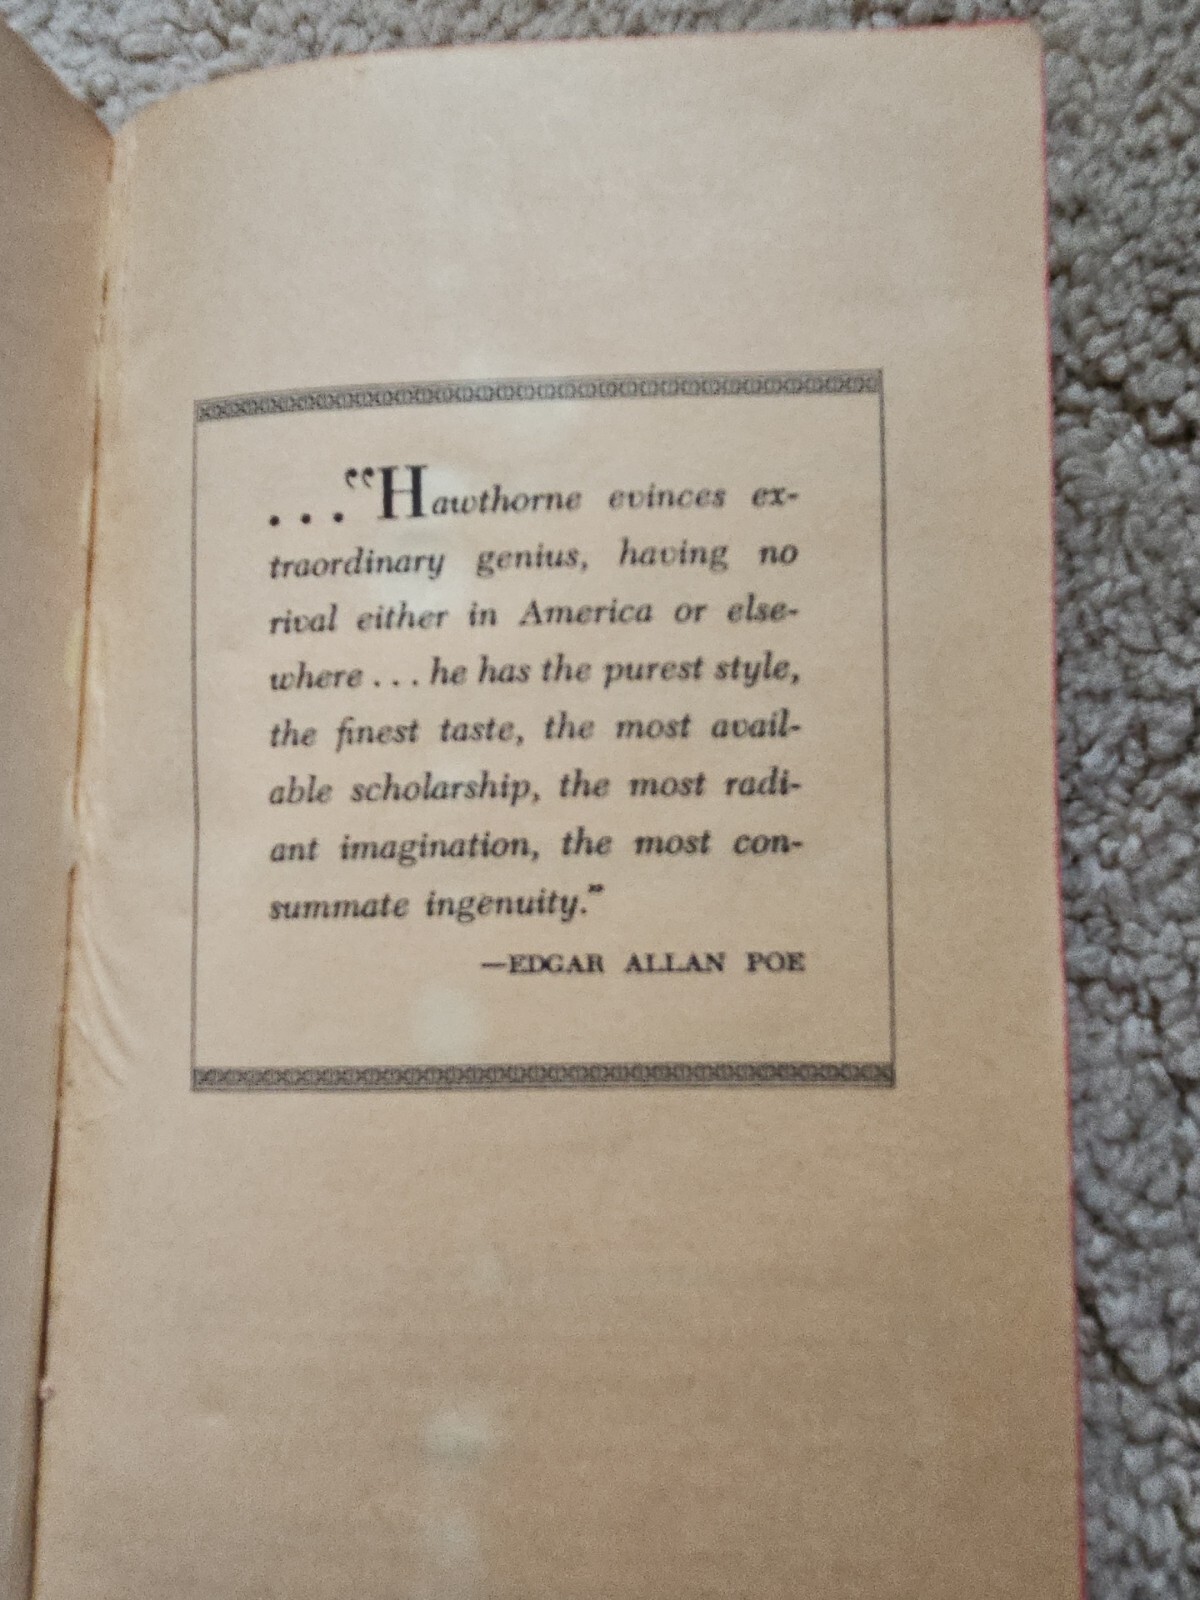 ..."Hawthorne evinces ex-
traordinary genius, having no
rival either in America or else-
where ... he has the purest style,
the finest taste, the most avail-
able scholarship, the most radi-
ant imagination, the most con-
summate ingenuity."
—EDGAR ALLAN POE